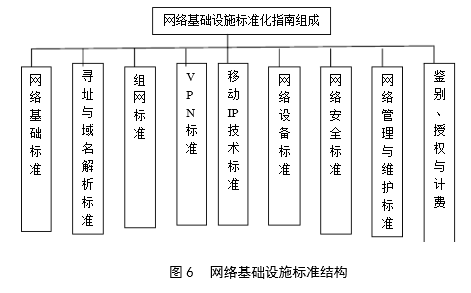 网络基础设施标准化指南组成
网络基础标准
寻址与域名解析标准
组网标准
VPN标准
移动IP技术标准
网络设备标准
网络安全标准
网络管理与维护标准
鉴别、授权与计费
图 6 网络基础设施标准结构